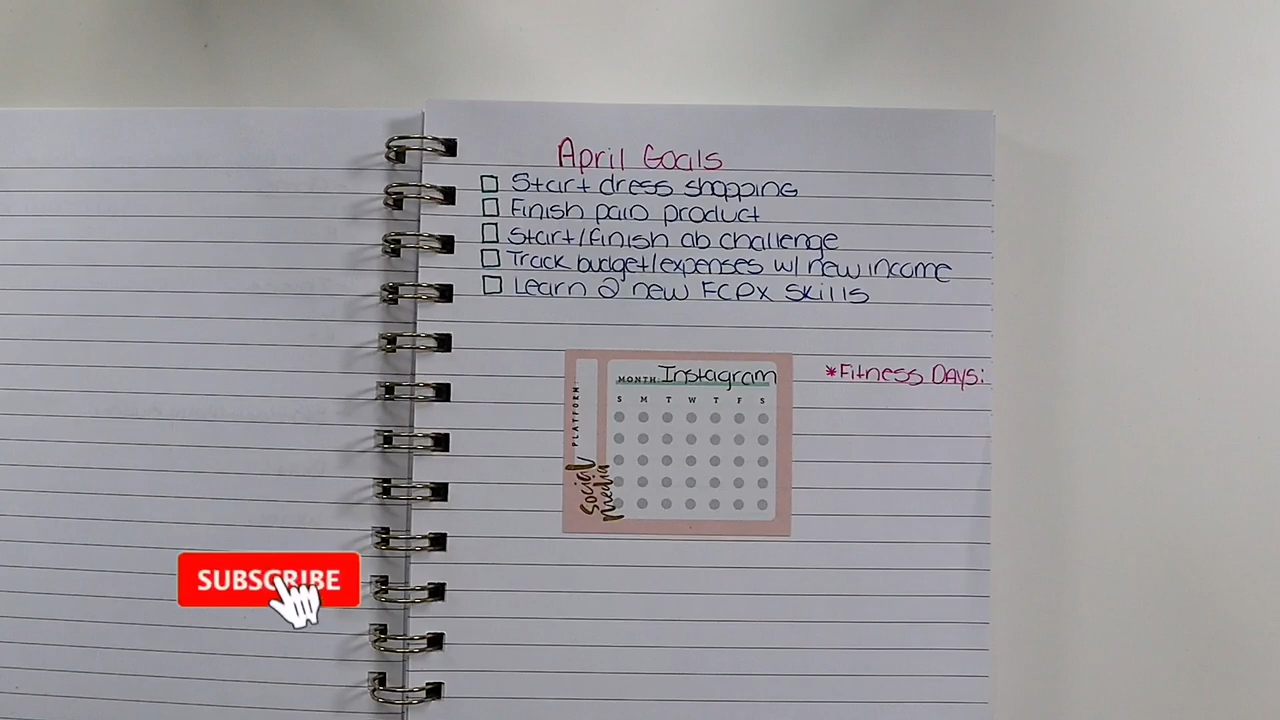 April Goals
Start dress shopping
Finish paid product
Start/finish ab challenge
Track budget/expenses w/ new income
Learn 2 new FCPX Skills
MONTH Instagram
*Fitness Days:
S M T W T F S
PLATFORM
Social
Media
SUBSCRIBE